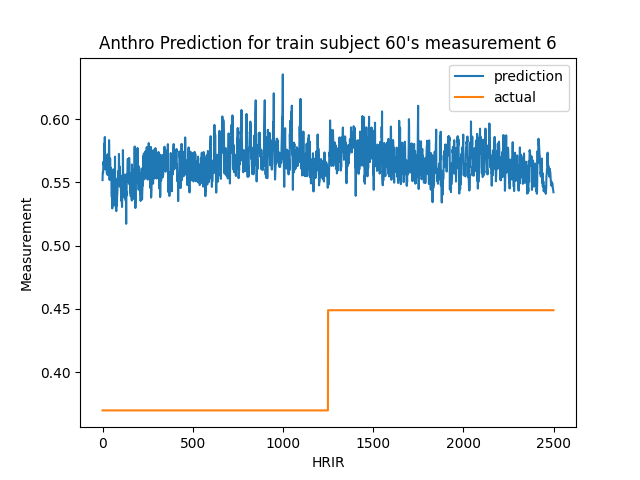 Anthro Prediction for train subject 60's measurement 6
prediction
actual
Measurement
0.60
0.55
0.50
0.45
0.40
0 500 1000 1500 2000 2500
HRIR